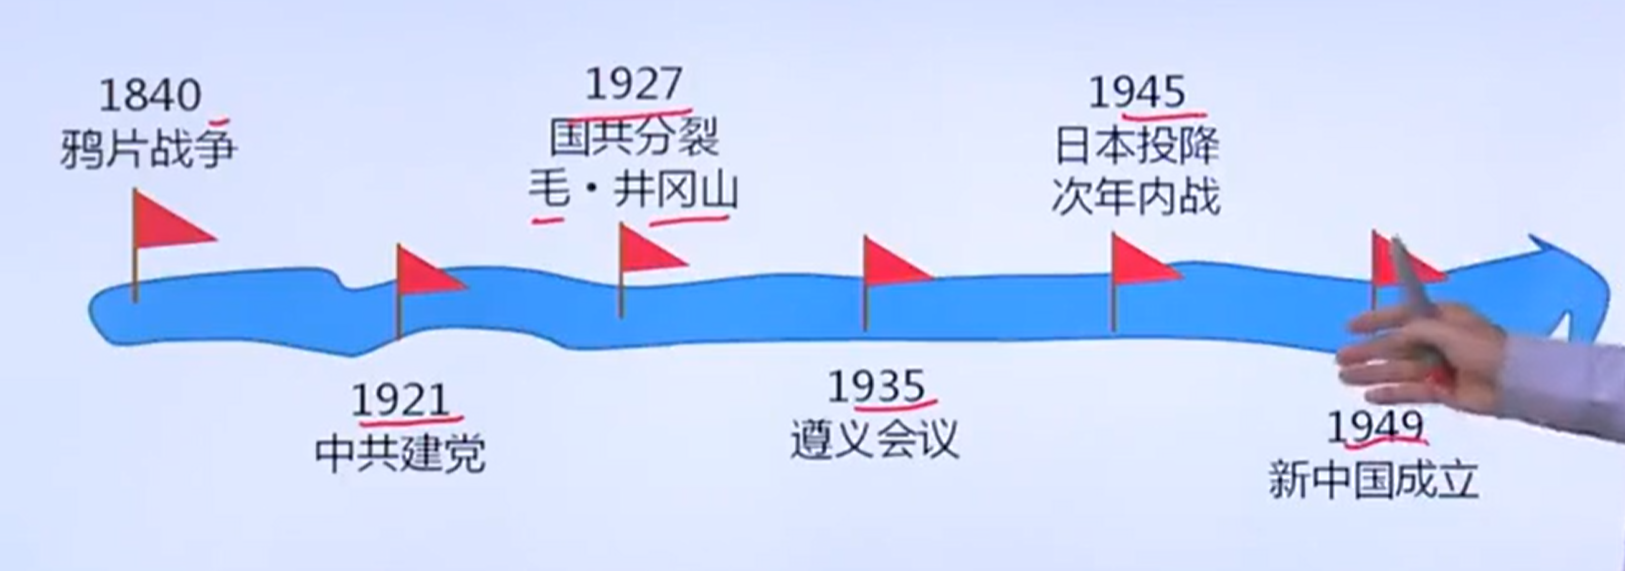 1840
鸦片战争
1921
中共建党
1927
国共分裂
毛·井冈山
1935
遵义会议
1945
日本投降
次年内战
1949
新中国成立